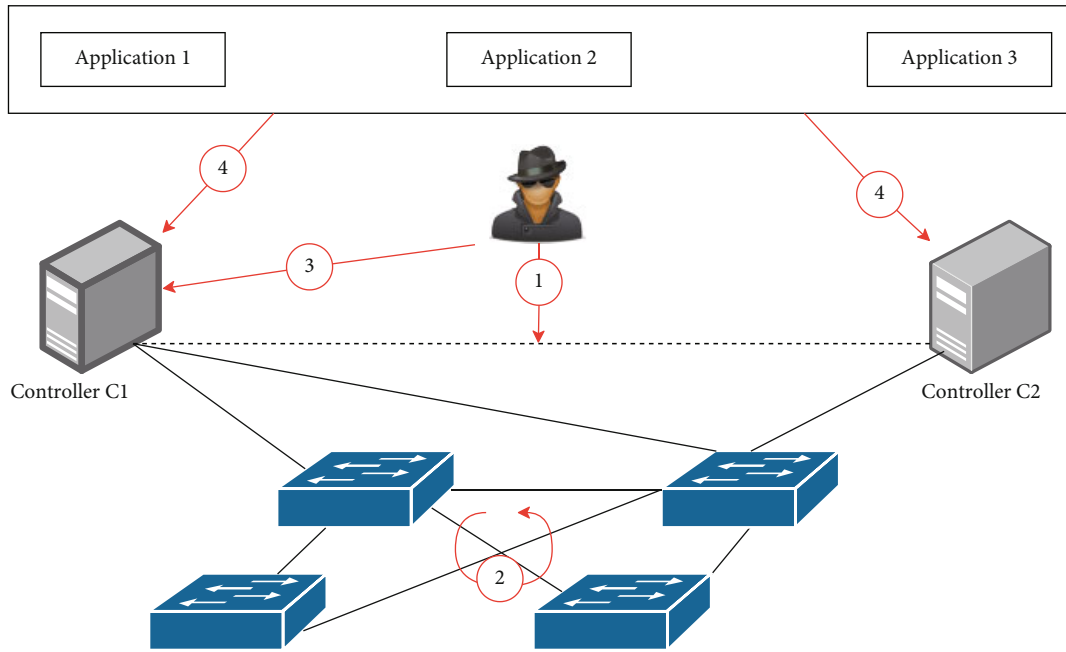 Application 1
Application 2
Application 3
4
4
3
1
Controller C1
Controller C2
2